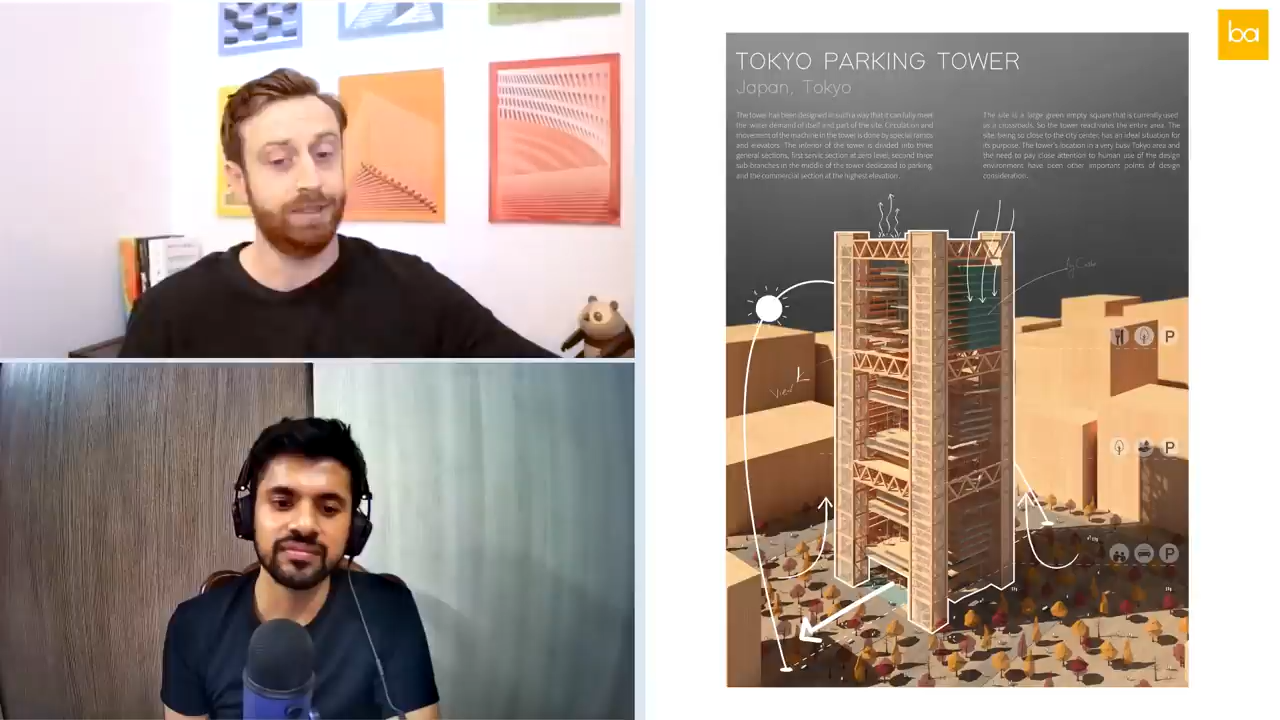 ba
TOKYO PARKING TOWER
Japan, Tokyo
The tower has been designed in such a way that it can fully meet
the water demand of itself and part of the site. Circulation and
movement of the machine in the tower is done by special ramps
and elevators. The interior of the tower is divided into three
general sections, first servic section at zero level, second three
sub-branches in the middle of the tower dedicated to parking,
and the commercial section at the highest elevation.
The site is a large green empty square that is currently used
as a crossroads. So the tower reactivates the entire area. The
site, being so close to the city center, has an ideal situation for
its purpose. The tower's location in a very busy Tokyo area and
the need to pay close attention to human use of the design
environment have been other important points of design
consideration.
P
View
P
P